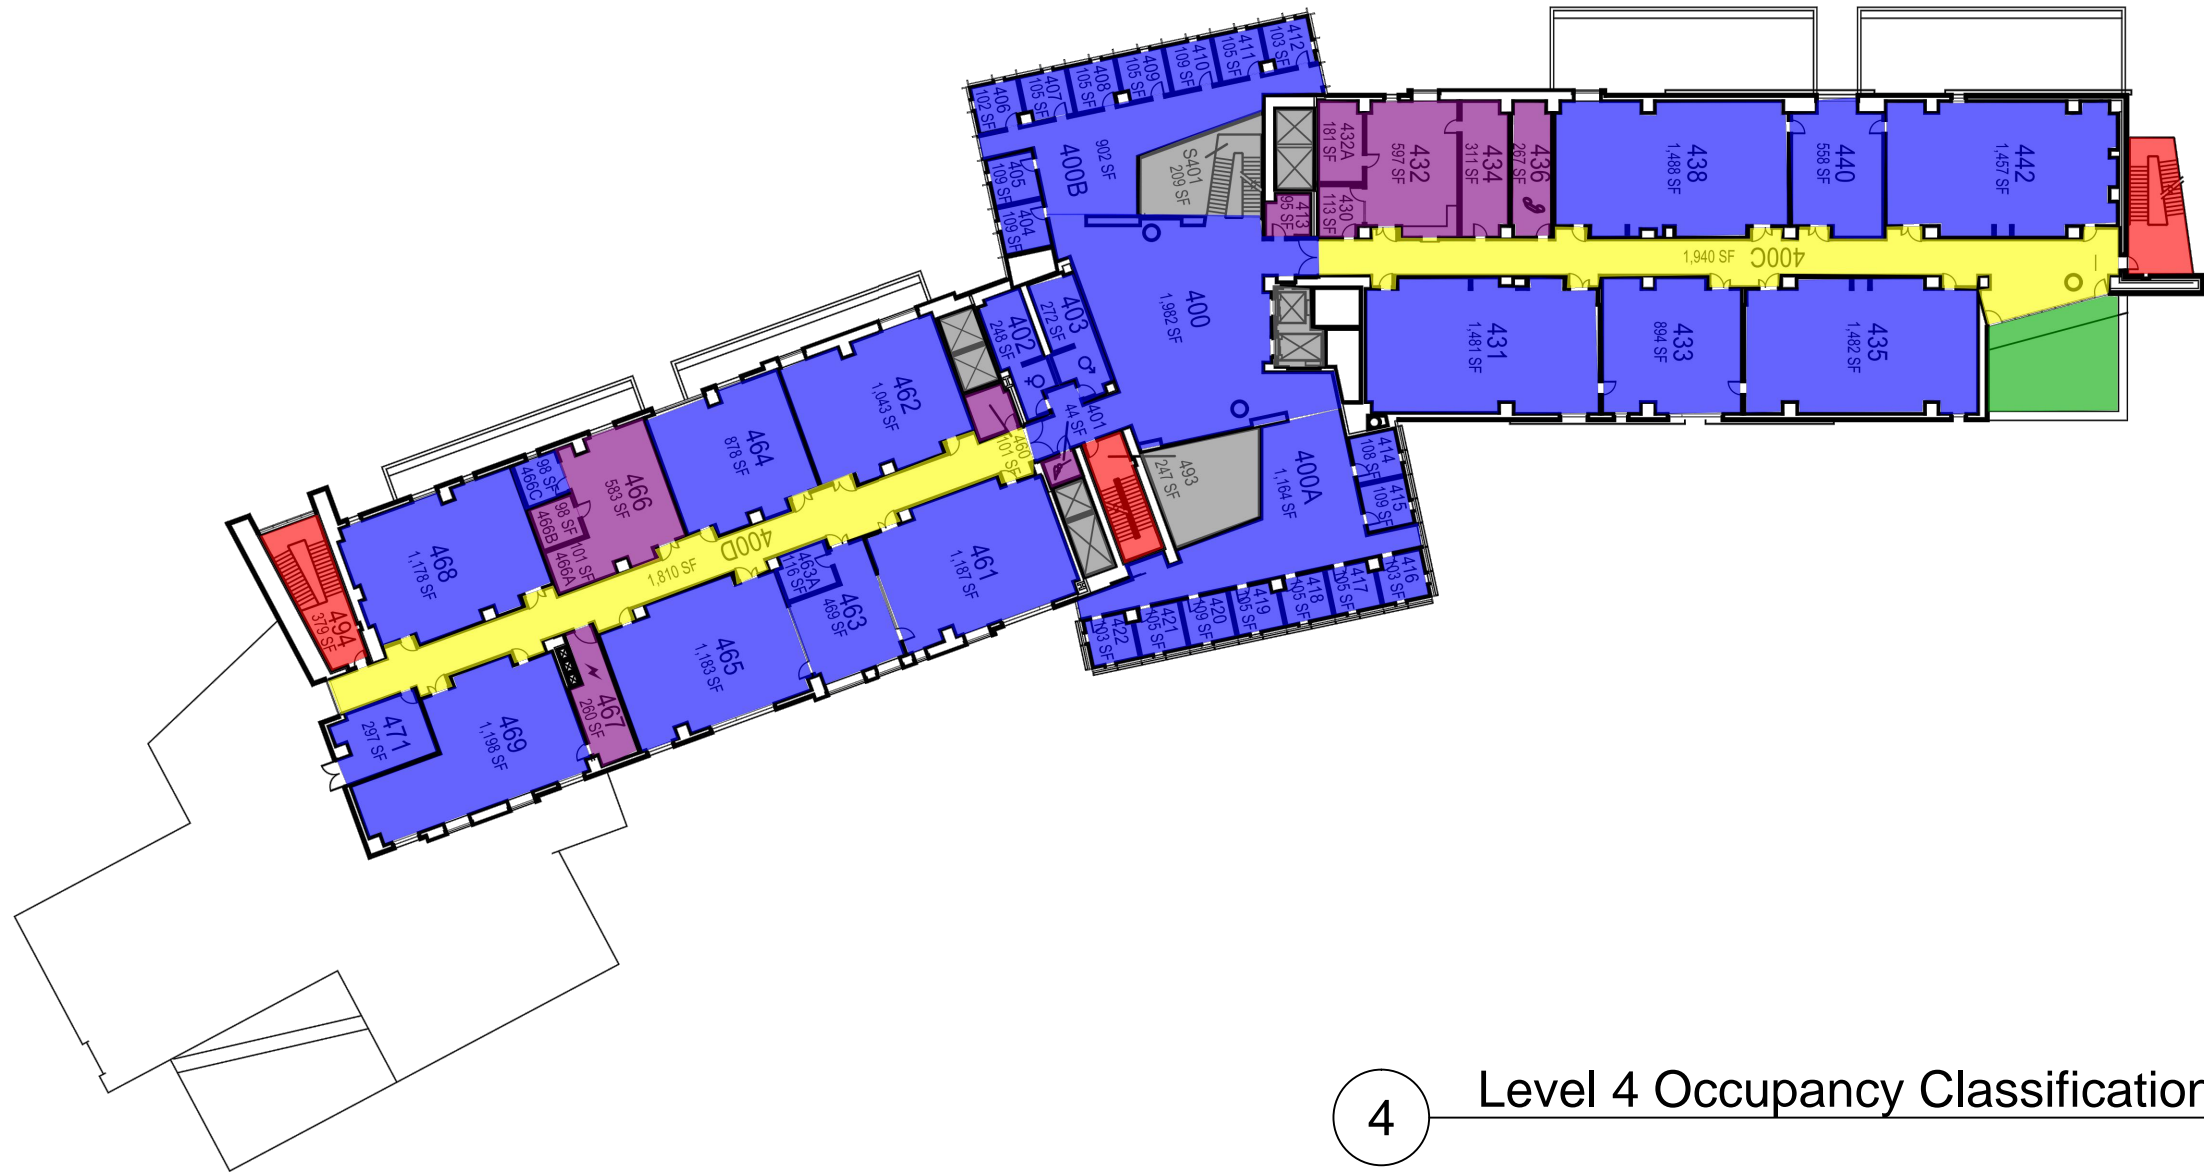 412
103 SF
411
105 SF
410
109 SF
409
105 SF
408
105 SF
407
105 SF
406
102 SF
405
109 SF
404
109 SF
400B
902 SF
S401
209 SF
413
95 SF
432A
181 SF
430
113 SF
432
597 SF
434
311 SF
436
267 SF
438
1,488 SF
440
558 SF
442
1,457 SF
400C
1,940 SF
431
1,481 SF
433
894 SF
435
1,482 SF
400
1,982 SF
403
272 SF
402
248 SF
401
44 SF
460
101 SF
462
1,043 SF
464
878 SF
466
583 SF
466C
98 SF
466B
98 SF
466A
101 SF
468
1,178 SF
494
379 SF
400D
1,810 SF
471
297 SF
469
1,198 SF
467
260 SF
465
1,183 SF
463A
116 SF
463
469 SF
461
1,187 SF
493
247 SF
400A
1,164 SF
414
108 SF
415
109 SF
416
103 SF
417
105 SF
418
105 SF
419
105 SF
420
109 SF
421
105 SF
422
103 SF
4
Level 4 Occupancy Classification